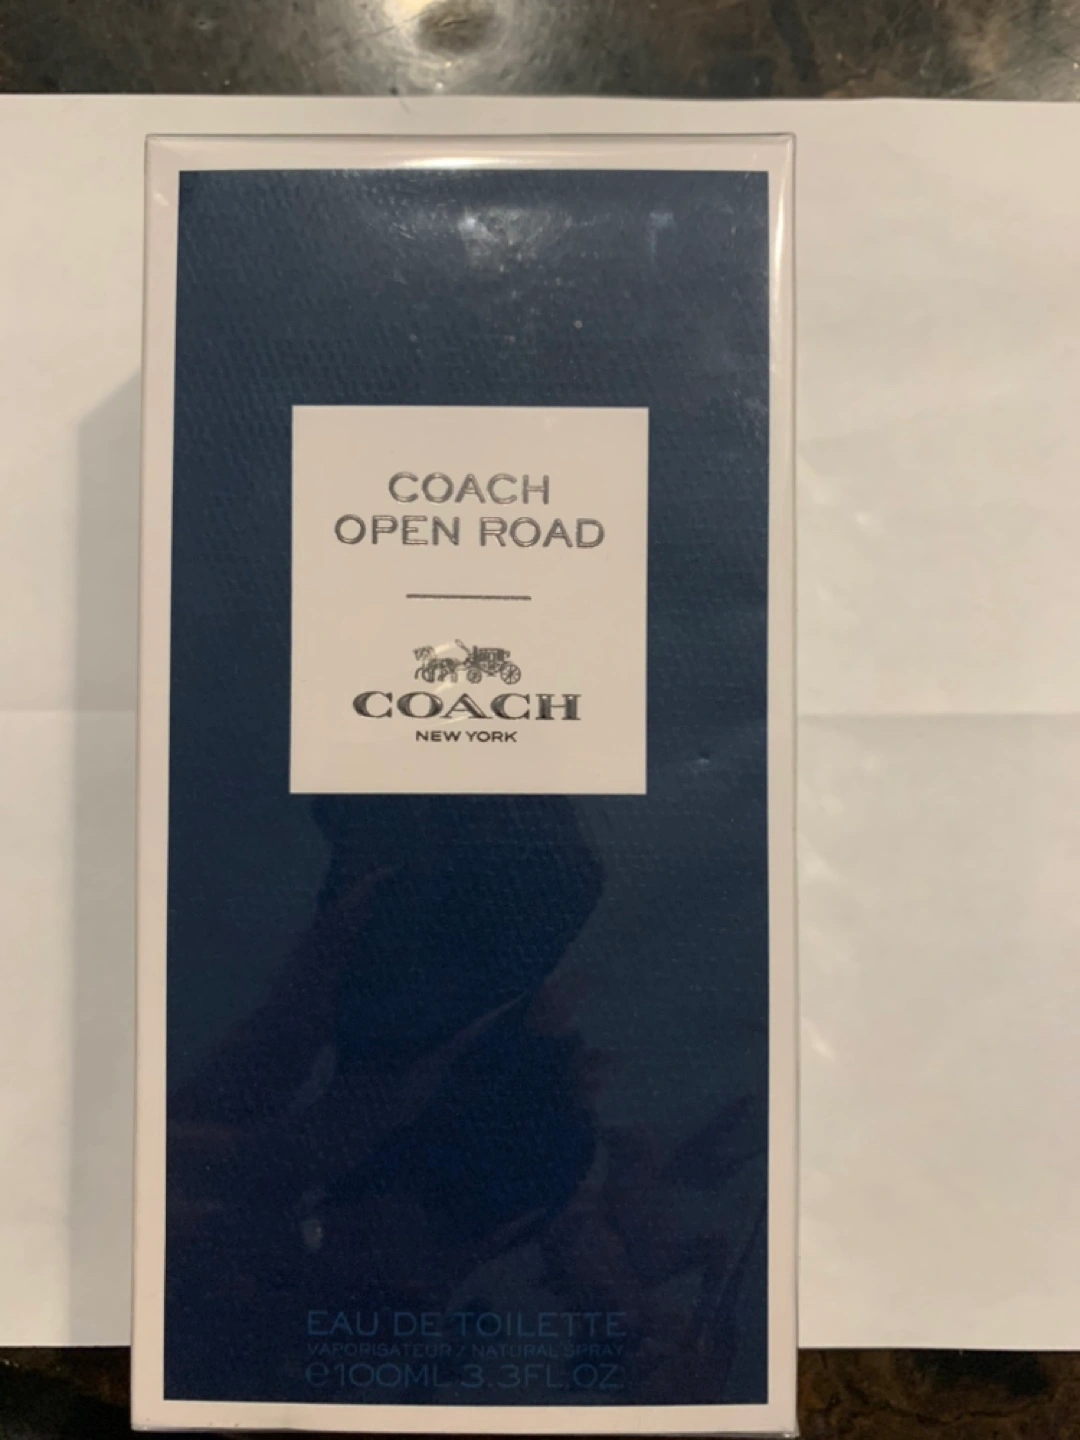 COACH
OPEN ROAD
COACH
NEW YORK
EAU DE TOILETTE
VAPORISATEUR / NATURAL SPRAY
℮100ML 3.3FL.OZ.